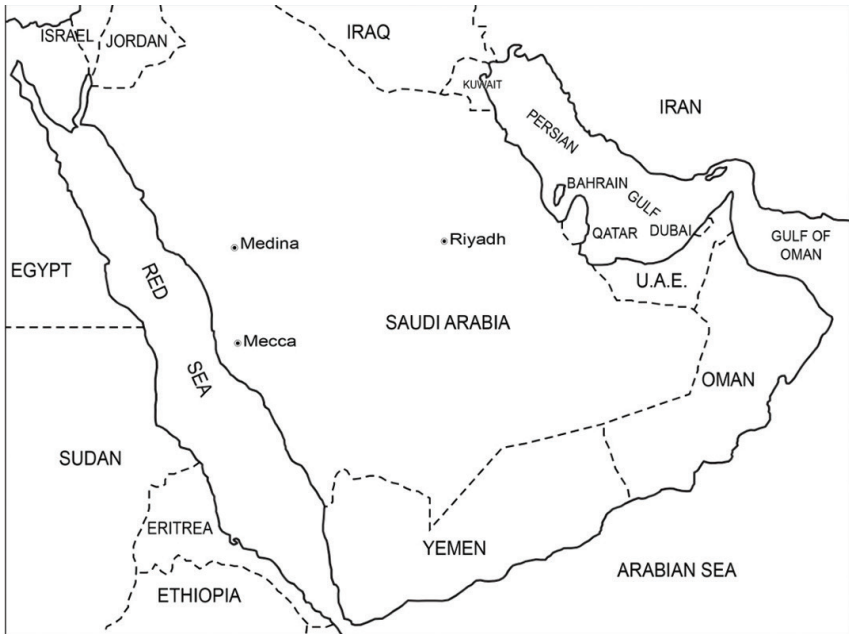 ISRAEL
JORDAN
IRAQ
KUWAIT
IRAN
PERSIAN
GULF
BAHRAIN
QATAR
DUBAI
GULF OF
OMAN
U.A.E.
Medina
Riyadh
EGYPT
RED
SEA
SAUDI ARABIA
Mecca
OMAN
SUDAN
ERITREA
YEMEN
ETHIOPIA
ARABIAN SEA